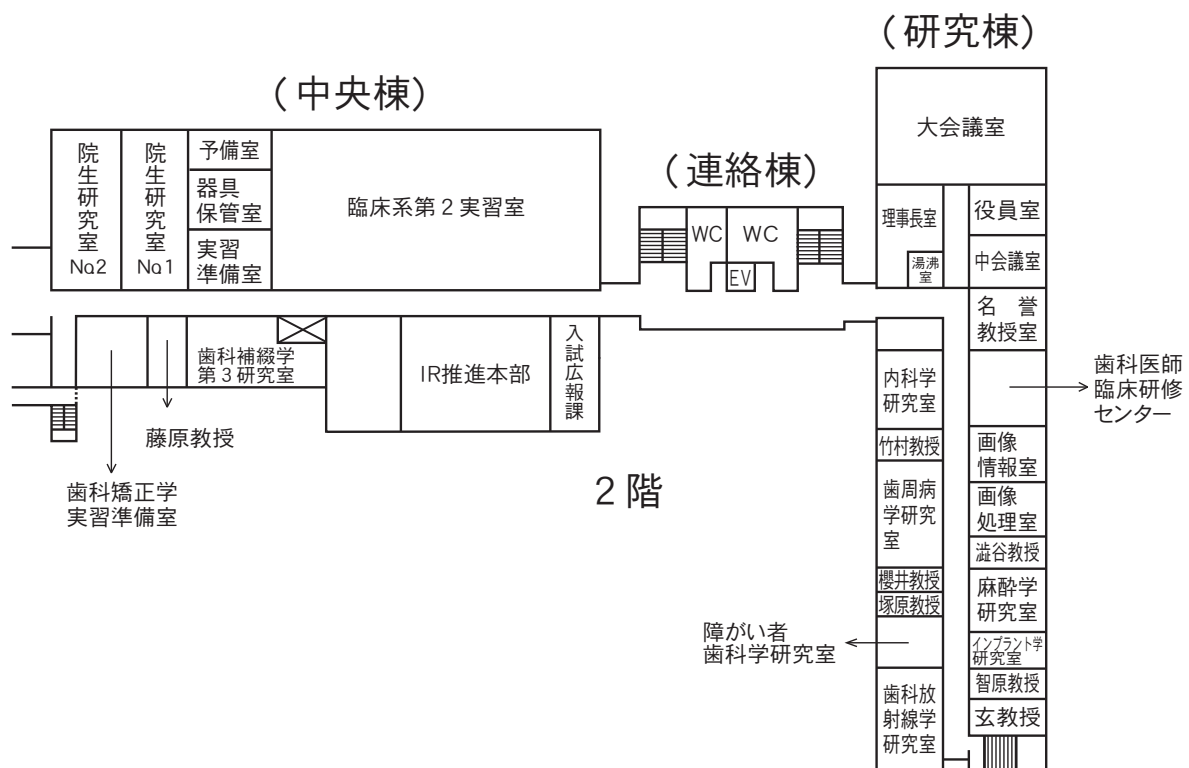 （研究棟）
（中央棟）
（連絡棟）
大会議室
院生研究室
No.2
院生研究室
No.1
予備室
器具
保管室
実習
準備室
臨床系第２実習室
WC
WC
EV
理事長室
湯沸
室
役員室
中会議室
名　誉
教授室
歯科医師
臨床研修
センター
歯科補綴学
第３研究室
IR推進本部
入試広報課
藤原教授
歯科矯正学
実習準備室
２階
内科学
研究室
竹村教授
歯周病
学研究
室
櫻井教授
塚原教授
障がい者
歯科学研究室
歯科放
射線学
研究室
画像
情報室
画像
処理室
澁谷教授
麻酔学
研究室
インプラント学
研究室
智原教授
玄教授